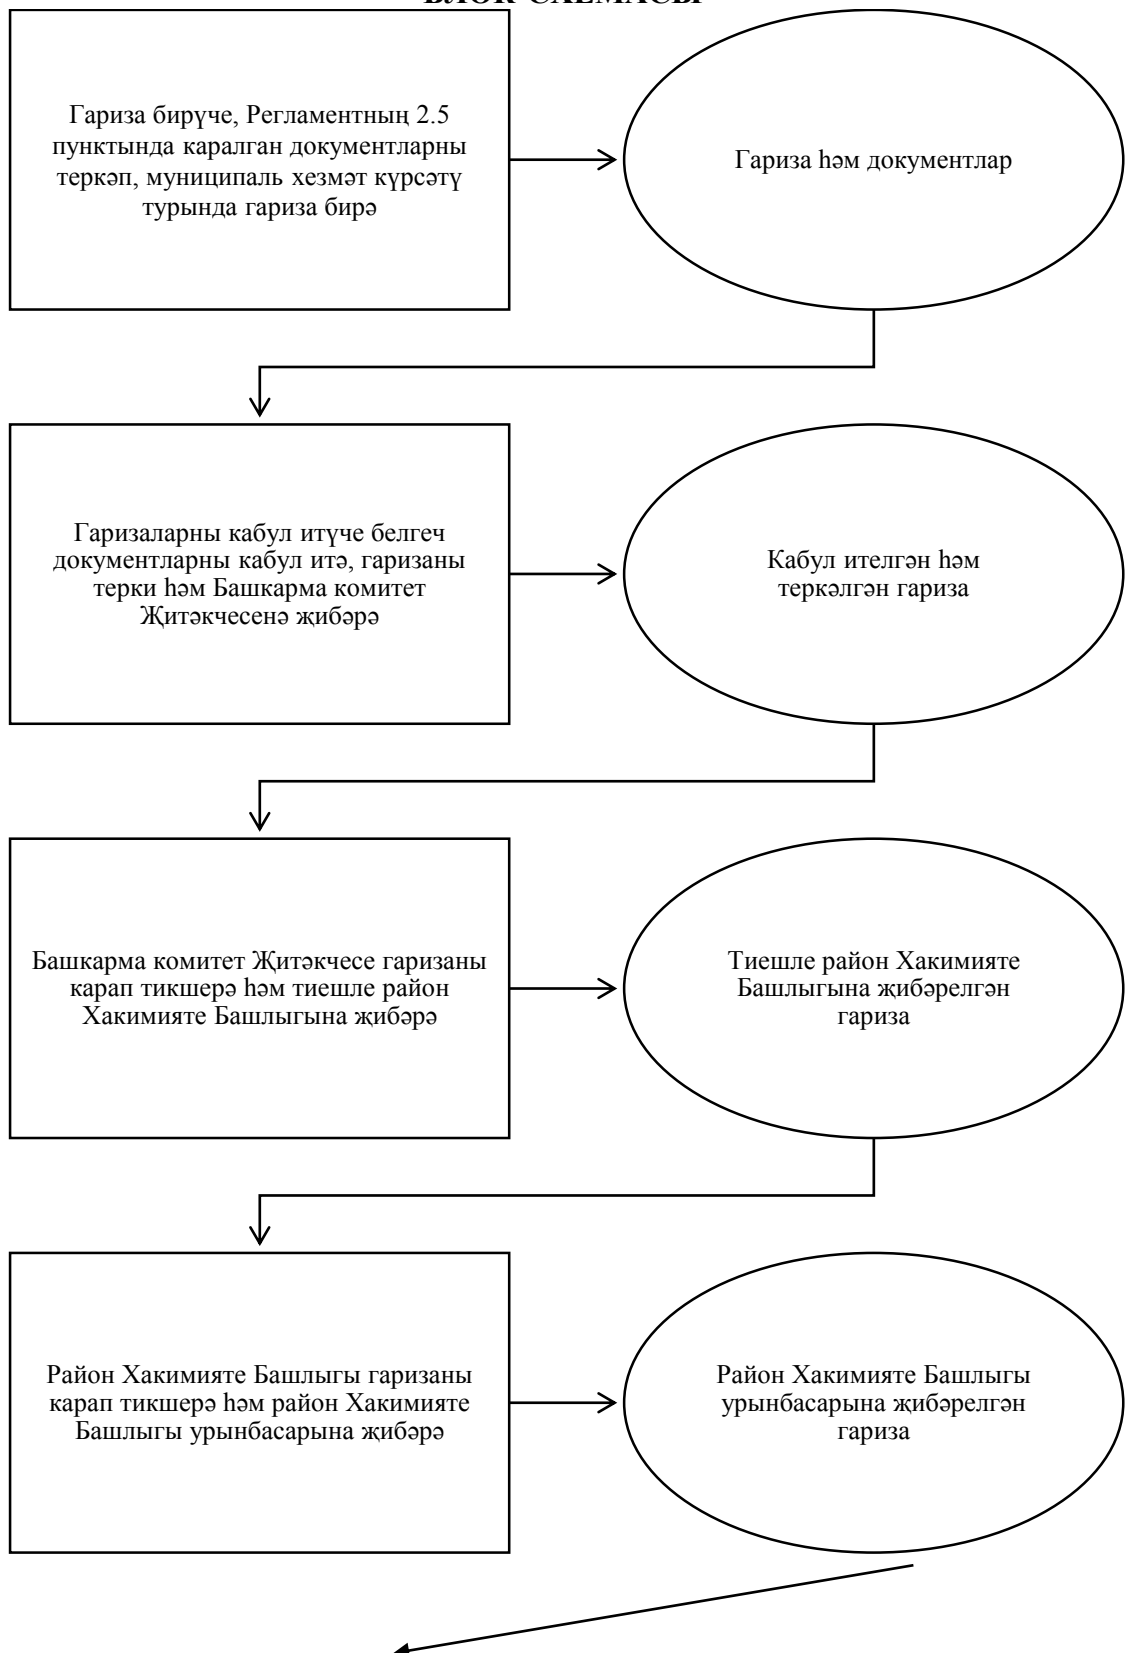 БЛОК-СХЕМАСЫ
Гариза бирүче, Регламентның 2.5
пунктында каралган документларны
теркәп, муниципаль хезмәт күрсәтү
турында гариза бирә
Гариза һәм документлар
Гаризаларны кабул итүче белгеч
документларны кабул итә, гаризаны
терки һәм Башкарма комитет
Җитәкчесенә җибәрә
Кабул ителгән һәм
теркәлгән гариза
Башкарма комитет Җитәкчесе гаризаны
карап тикшерә һәм тиешле район
Хакимияте Башлыгына җибәрә
Тиешле район Хакимияте
Башлыгына җибәрелгән
гариза
Район Хакимияте Башлыгы гаризаны
карап тикшерә һәм район Хакимияте
Башлыгы урынбасарына җибәрә
Район Хакимияте Башлыгы
урынбасарына җибәрелгән
гариза